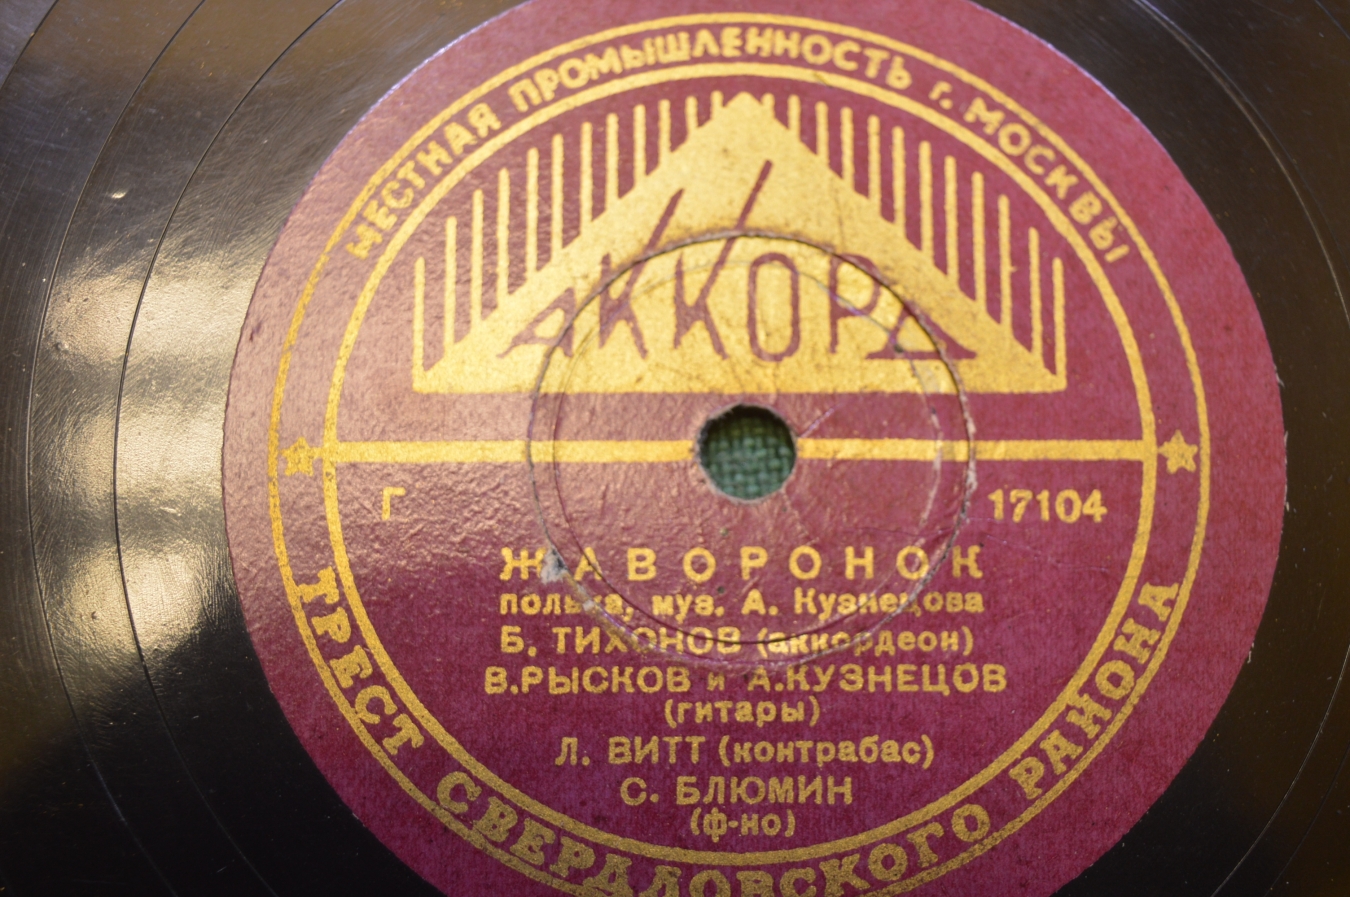 МЕСТНАЯ ПРОМЫШЛЕННОСТЬ г. МОСКВЫ
АККОРД
Г 17104
ЖАВОРОНОК
полька, муз. А. Кузнецова
Б. ТИХОНОВ (аккордеон)
В.РЫСКОВ и А.КУЗНЕЦОВ
(гитары)
Л. ВИТТ (контрабас)
С. БЛЮМИН
(ф-но)
ТРЕСТ СВЕРДЛОВСКОГО РАЙОНА